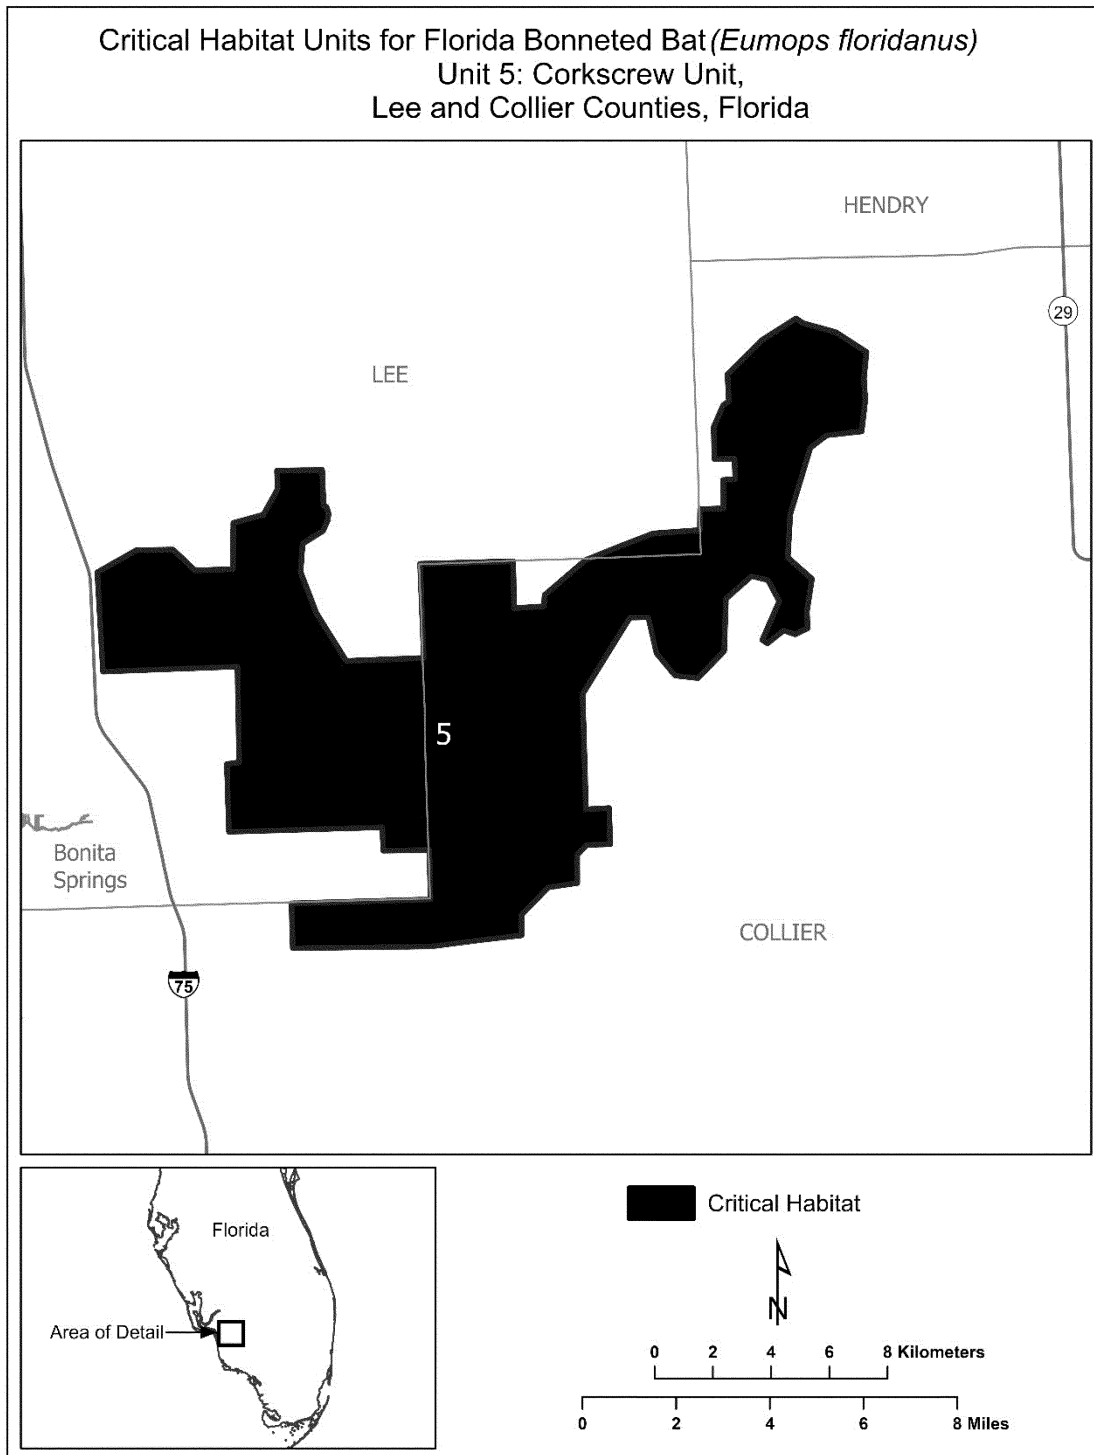 Critical Habitat Units for Florida Bonneted Bat (Eumops floridanus)
Unit 5: Corkscrew Unit,
Lee and Collier Counties, Florida
HENDRY
29
LEE
5
Bonita
Springs
COLLIER
75
Florida
Area of Detail
Critical Habitat
N
0 2 4 6 8 Kilometers
0 2 4 6 8 Miles